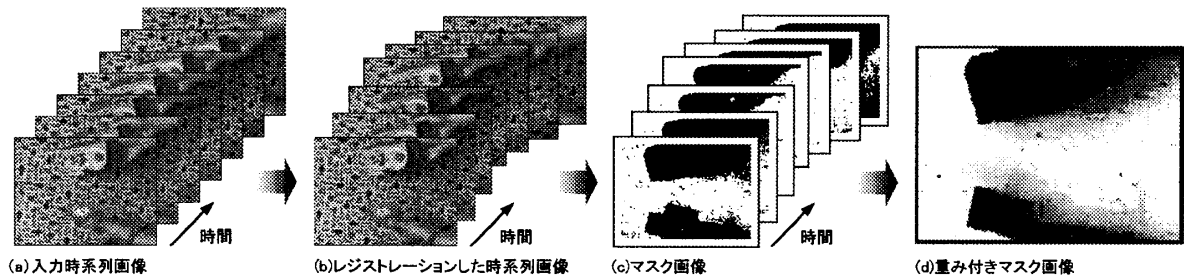 時間
時間
時間
(a)入力時系列画像
(b)レジストレーションした時系列画像
(c)マスク画像
(d)重み付きマスク画像